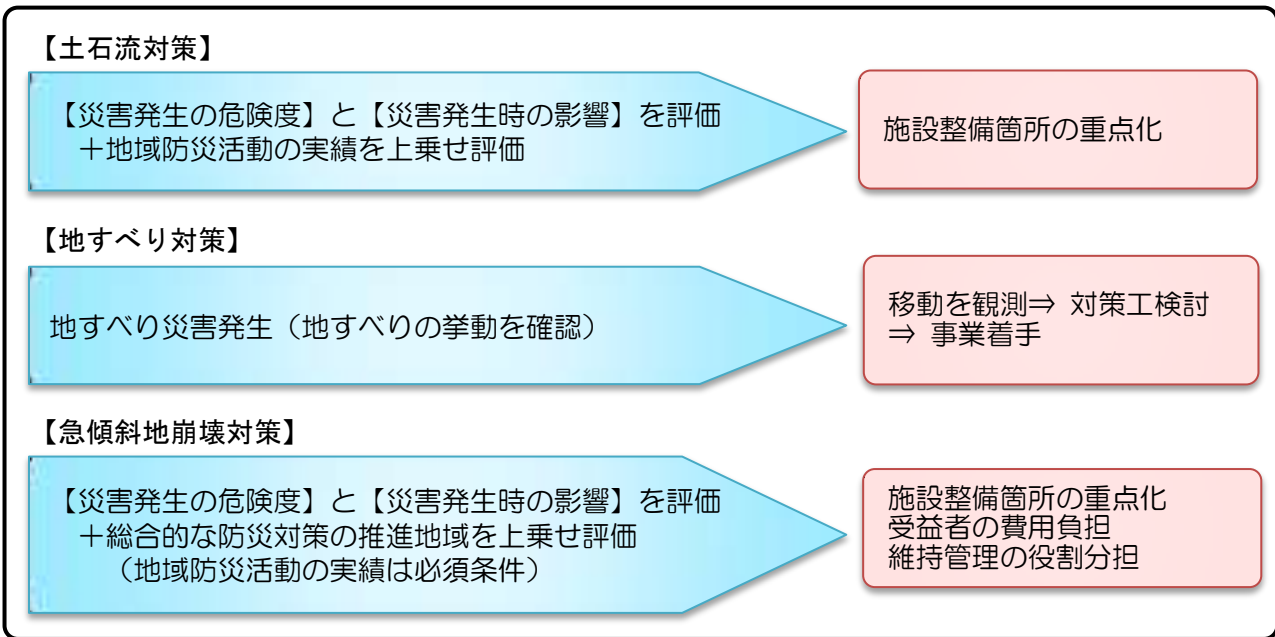 【土石流対策】
【災害発生の危険度】と【災害発生時の影響】を評価
＋地域防災活動の実績を上乗せ評価
施設整備箇所の重点化
【地すべり対策】
地すべり災害発生（地すべりの挙動を確認）
移動を観測⇒ 対策工検討
⇒ 事業着手
【急傾斜地崩壊対策】
【災害発生の危険度】と【災害発生時の影響】を評価
＋総合的な防災対策の推進地域を上乗せ評価
（地域防災活動の実績は必須条件）
施設整備箇所の重点化
受益者の費用負担
維持管理の役割分担